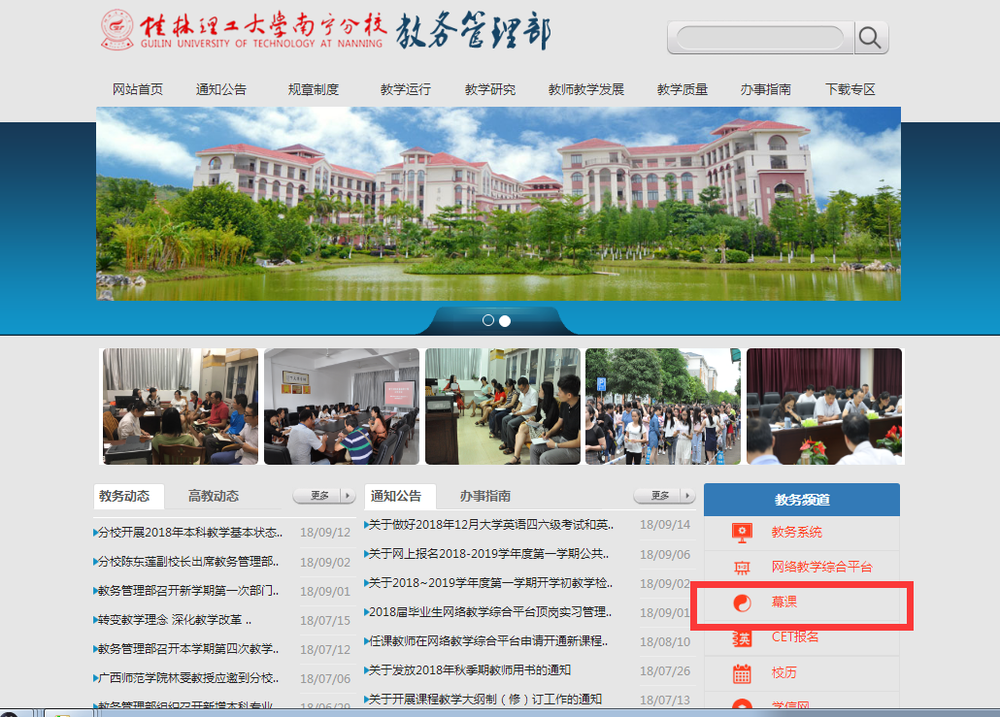 桂林理工大学南宁分校 教务管理部
GUILIN UNIVERSITY OF TECHNOLOGY AT NANNING
网站首页 通知公告 规章制度 教学运行 教学研究 教师教学发展 教学质量 办事指南 下载专区
教务动态 高教动态 更多
分校开展2018年本科教学基本状态.. 18/09/12
分校陈东莲副校长出席教务管理部.. 18/09/02
教务管理部召开新学期第一次部门.. 18/09/01
转变教学理念 深化教学改革 .. 18/07/15
教务管理部召开本学期第四次教学.. 18/07/12
广西师范学院林雯教授应邀到分校.. 18/07/06
教务管理部组织召开新增本科专业.. 18/06/29
通知公告 办事指南 更多
关于做好2018年12月大学英语四六级考试和英.. 18/09/14
关于网上报名2018-2019学年度第一学期公共.. 18/09/06
关于2018~2019学年度第一学期开学初教学检.. 18/09/02
2018届毕业生网络教学综合平台顶岗实习管理.. 18/09/01
任课教师在网络教学综合平台申请开通新课程.. 18/08/10
关于发放2018年秋季期教师用书的通知 18/07/26
关于开展课程教学大纲制（修）订工作的通知 18/07/13
教务频道
教务系统
网络教学综合平台
幕课
英 CET报名
校历
学信网